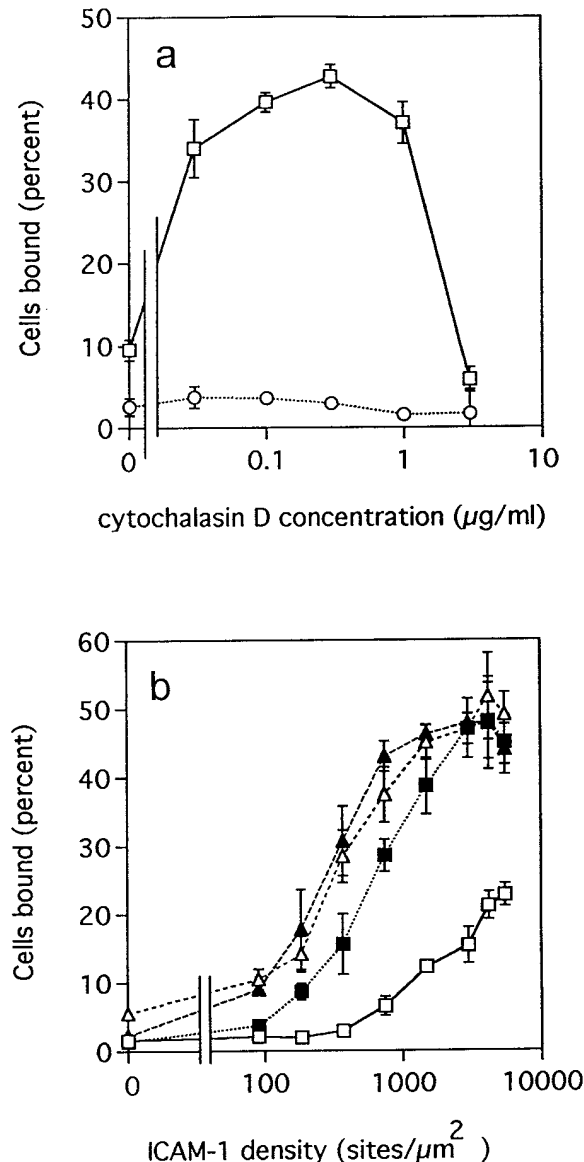 a
Cells bound (percent)
50
40
30
20
10
0
0 0.1 1 10
cytochalasin D concentration (µg/ml)
b
Cells bound (percent)
60
50
40
30
20
10
0
0 100 1000 10000
ICAM-1 density (sites/µm²)